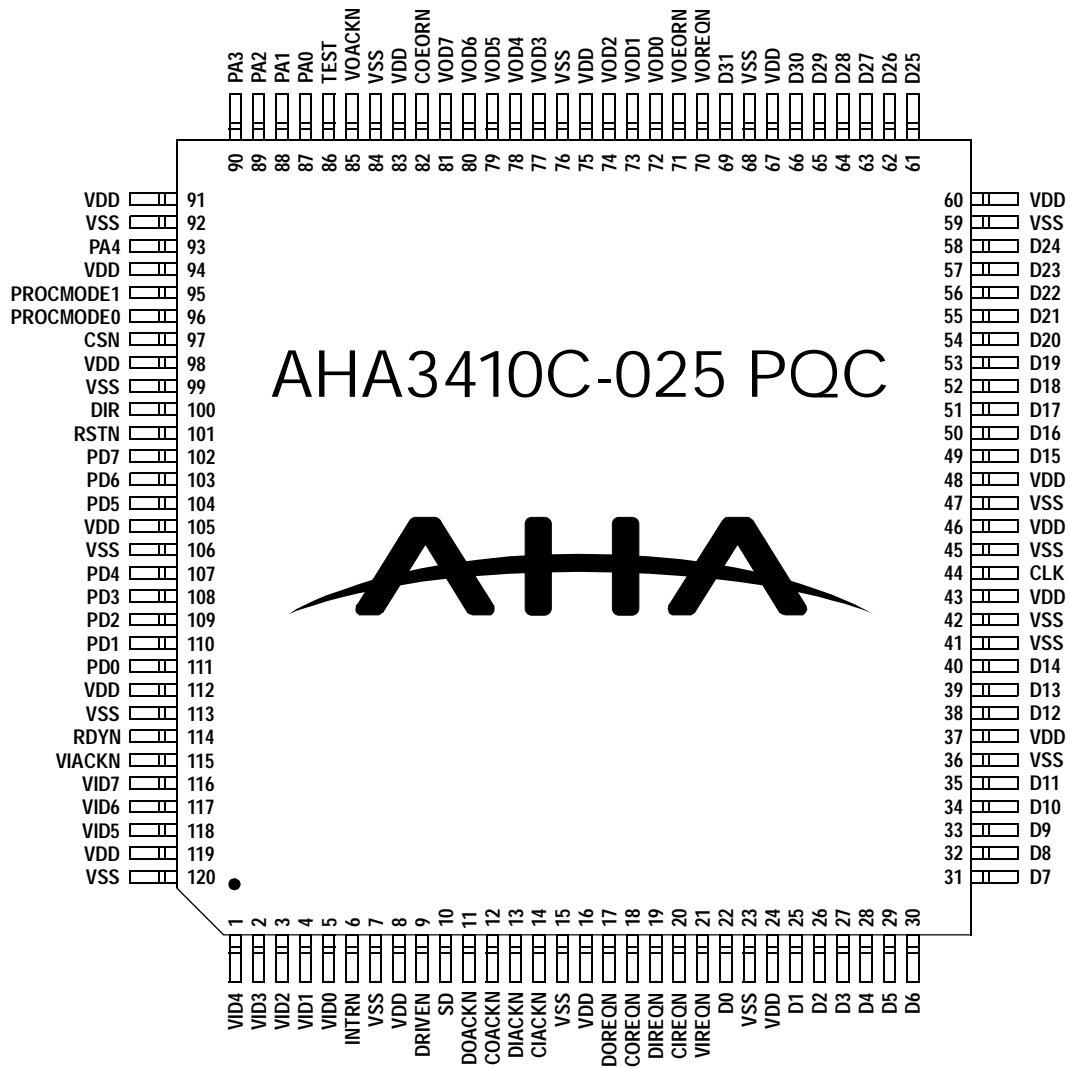 PA3 PA2 PA1 PA0 TEST VOACKN VSS VDD COEORN VOD7 VOD6 VOD5 VOD4 VOD3 VSS VDD VOD2 VOD1 VOD0 VOEORN VOREQN D31 VSS VDD D30 D29 D28 D27 D26 D25
90 89 88 87 86 85 84 83 82 81 80 79 78 77 76 75 74 73 72 71 70 69 68 67 66 65 64 63 62 61
VDD 91 60 VDD
VSS 92 59 VSS
PA4 93 58 D24
VDD 94 57 D23
PROCMODE1 95 56 D22
PROCMODE0 96 55 D21
CSN 97 54 D20
VDD 98 53 D19
VSS 99 52 D18
DIR 100 51 D17
RSTN 101 50 D16
PD7 102 49 D15
PD6 103 48 VDD
PD5 104 47 VSS
VDD 105 46 VDD
VSS 106 45 VSS
PD4 107 44 CLK
PD3 108 43 VDD
PD2 109 42 VSS
PD1 110 41 VSS
PD0 111 40 D14
VDD 112 39 D13
VSS 113 38 D12
RDYN 114 37 VDD
VIACKN 115 36 VSS
VID7 116 35 D11
VID6 117 34 D10
VID5 118 33 D9
VDD 119 32 D8
VSS 120 31 D7
AHA3410C-025 PQC
AHA
1 2 3 4 5 6 7 8 9 10 11 12 13 14 15 16 17 18 19 20 21 22 23 24 25 26 27 28 29 30
VID4 VID3 VID2 VID1 VID0 INTRN VSS VDD DRIVEN SD DOACKN COACKN DIACKN CIACKN VSS VDD DOREQN COREQN DIREQN CIREQN VIREQN D0 VSS VDD D1 D2 D3 D4 D5 D6